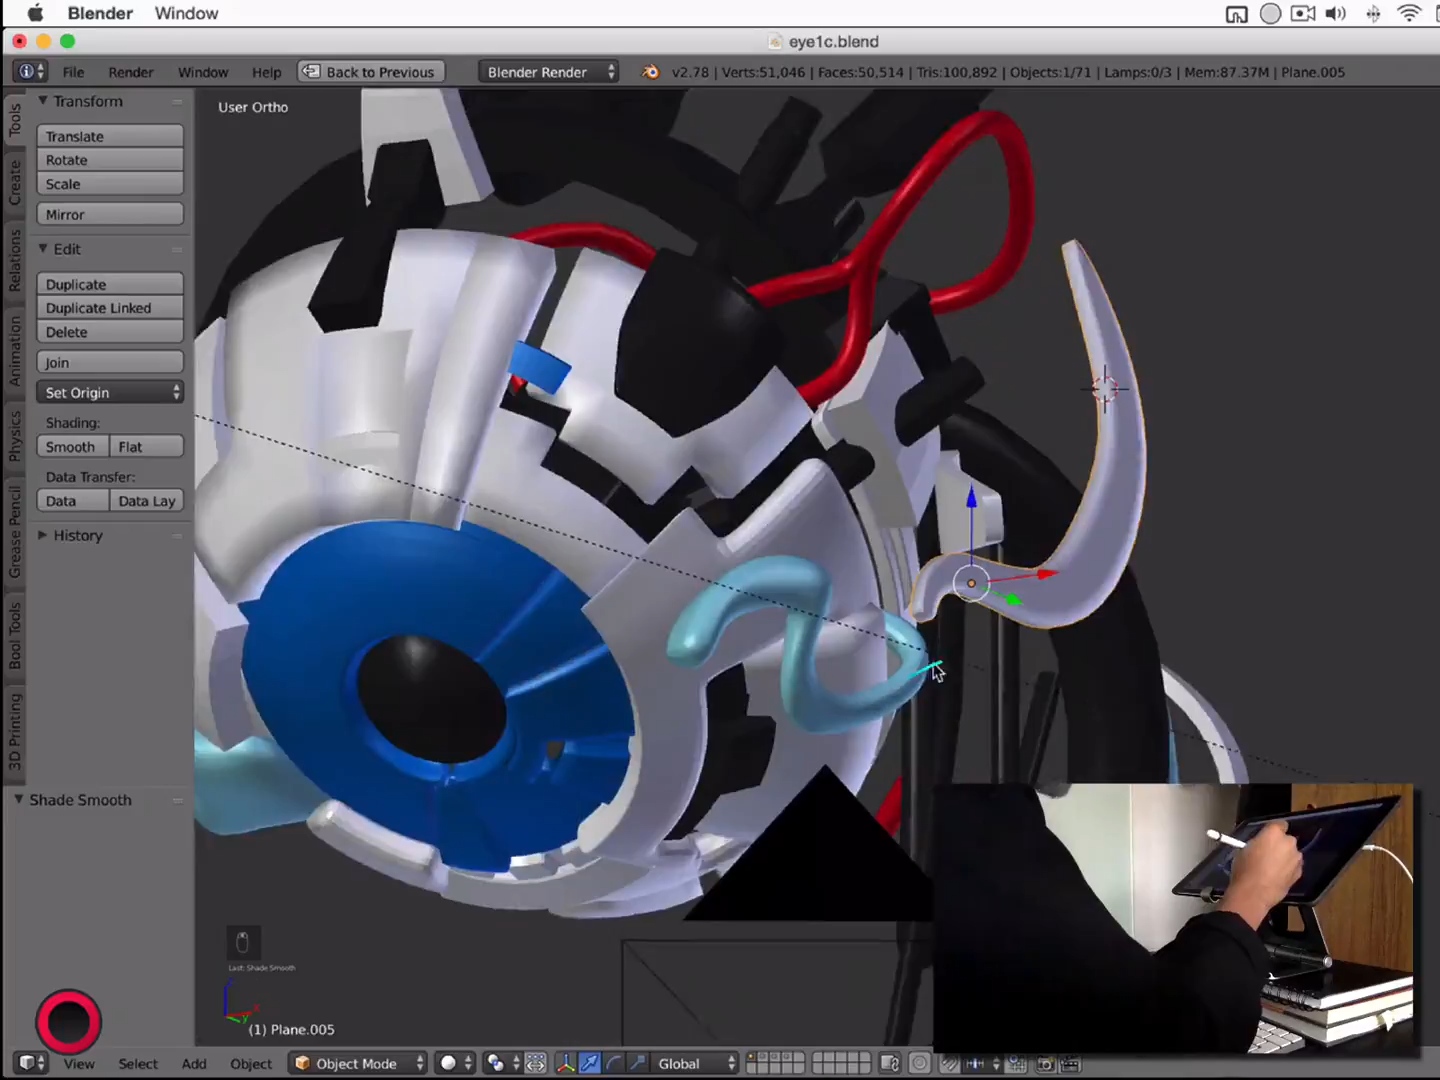 Blender Window
eye1c.blend
File Render Window Help Back to Previous Blender Render v2.78 | Verts:51,046 | Faces:50,514 | Tris:100,892 | Objects:1/71 | Lamps:0/3 | Mem:87.37M | Plane.005
Tools
Create
Relations
Animation
Physics
Grease Pencil
Bool Tools
3D Printing
Transform
Translate
Rotate
Scale
Mirror
Edit
Duplicate
Duplicate Linked
Delete
Join
Set Origin
Shading:
Smooth Flat
Data Transfer:
Data Data Lay
History
Shade Smooth
User Ortho
Last: Shade Smooth
(1) Plane.005
View Select Add Object Object Mode Global